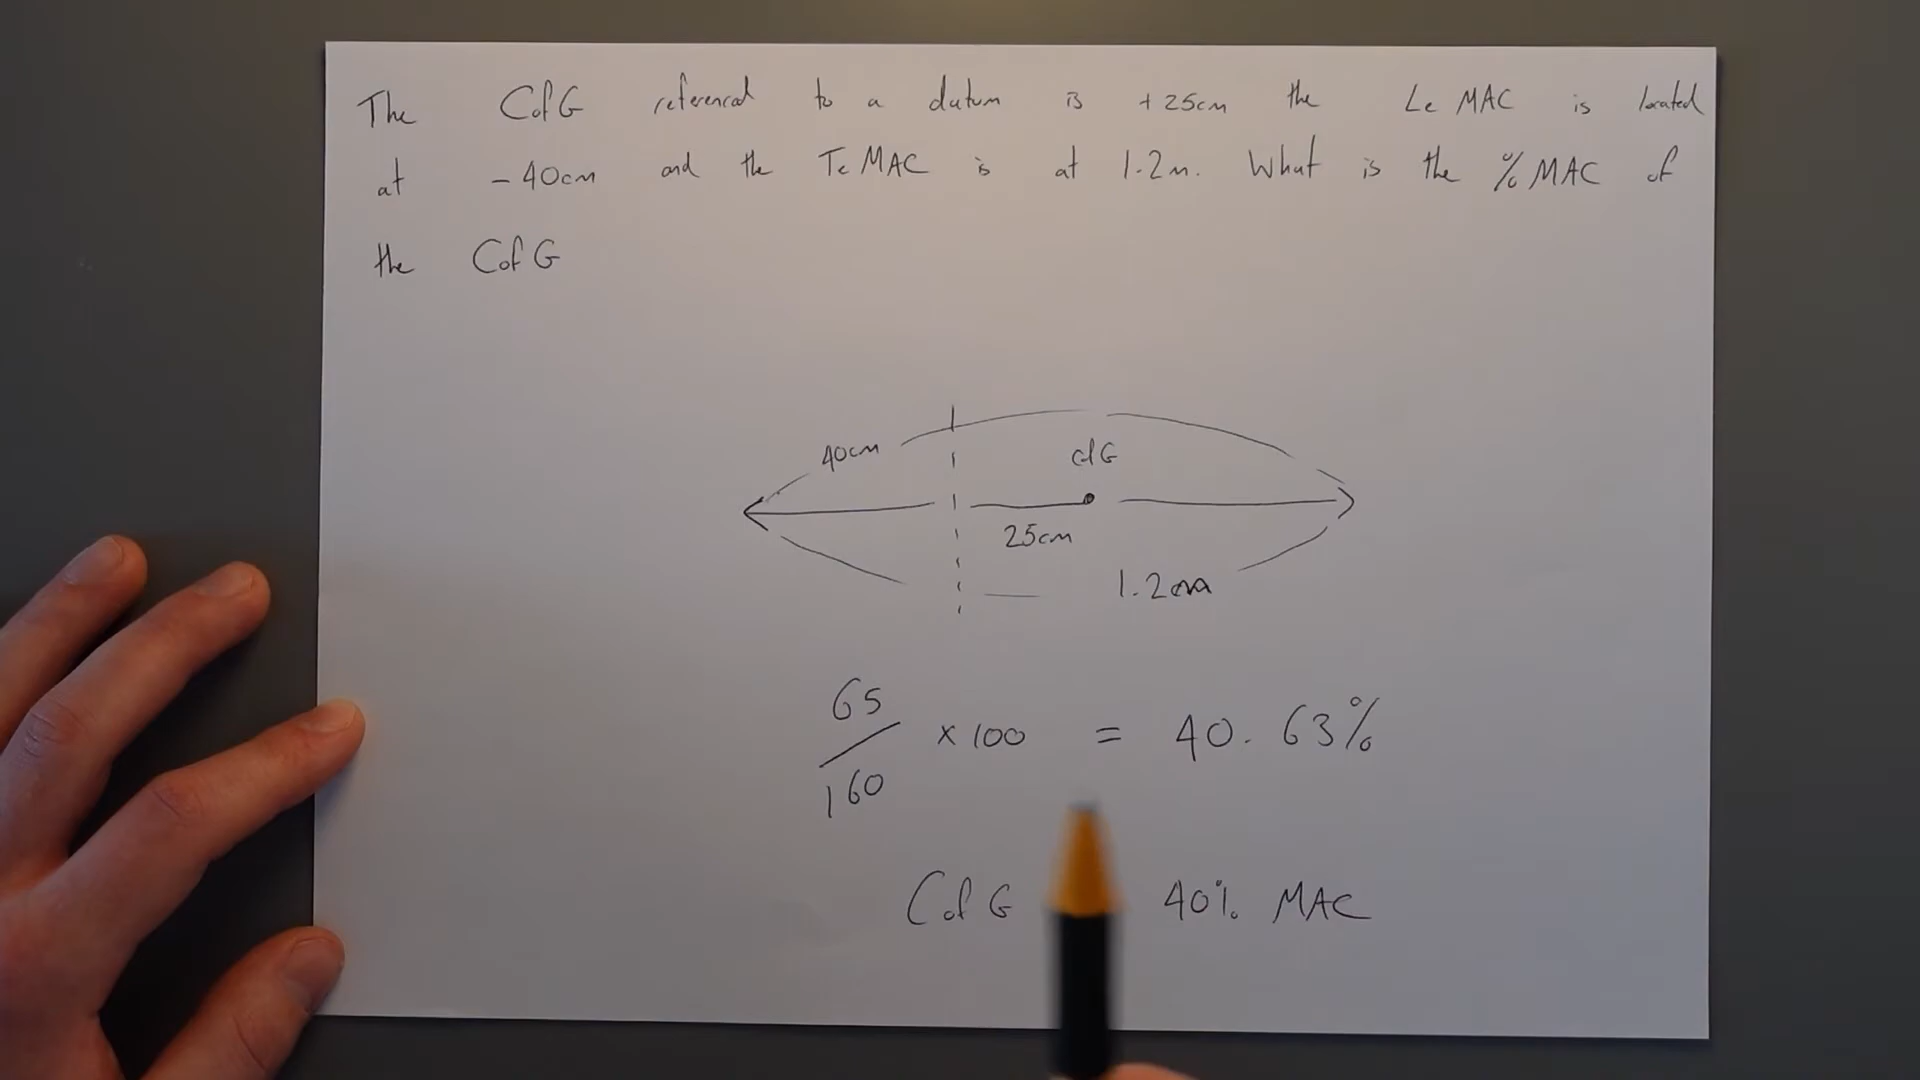 The CofG referenced to a datum is +25cm the Le MAC is located
at -40cm and the Te MAC is at 1.2m. What is the % MAC of
the CofG
40cm
CofG
25cm
1.2m
65
160
x 100 = 40.63%
CofG 40% MAC